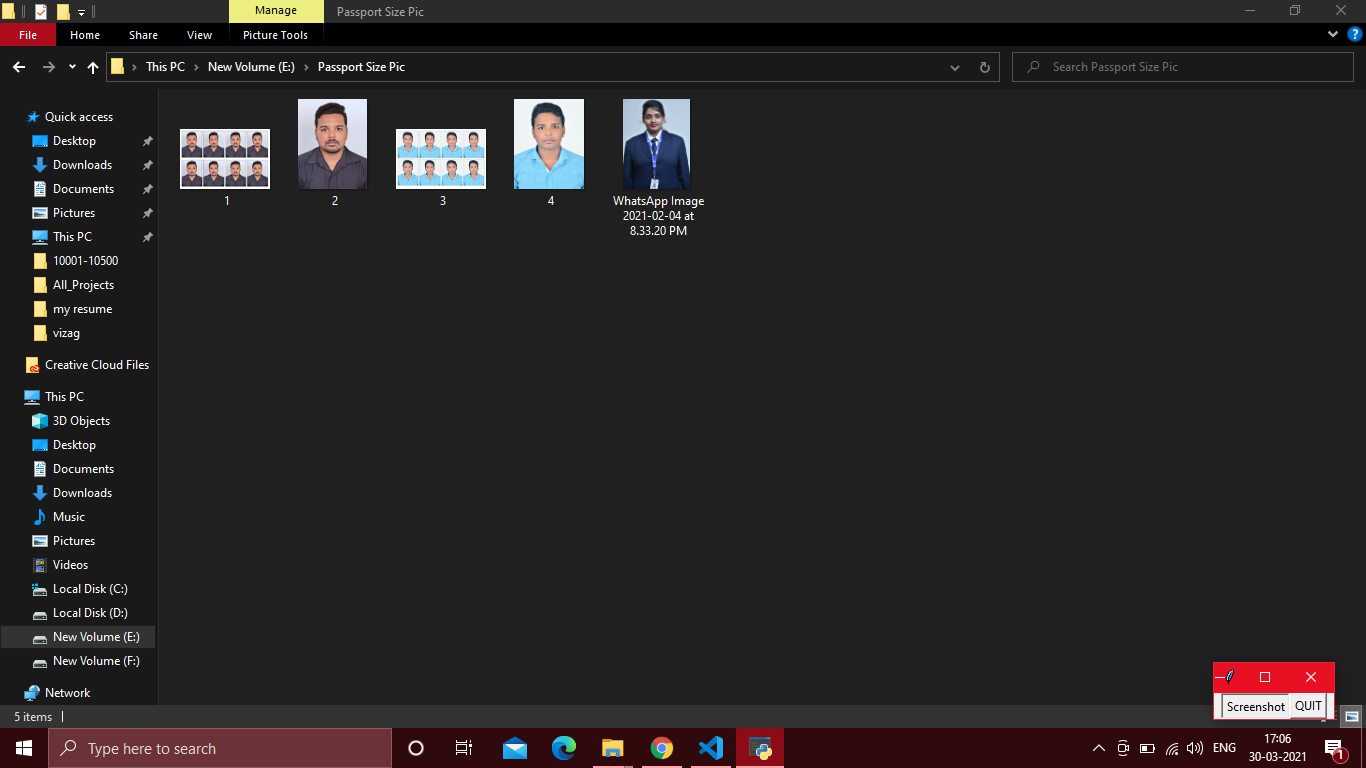 Manage
Passport Size Pic
File
Home
Share
View
Picture Tools
This PC
New Volume (E:)
Passport Size Pic
Search Passport Size Pic
Quick access
Desktop
Downloads
Documents
Pictures
This PC
10001-10500
All_Projects
my resume
vizag
Creative Cloud Files
This PC
3D Objects
Desktop
Documents
Downloads
Music
Pictures
Videos
Local Disk (C:)
Local Disk (D:)
New Volume (E:)
New Volume (F:)
Network
1
2
3
4
WhatsApp Image
2021-02-04 at
8.33.20 PM
5 items
Screenshot
QUIT
Type here to search
ENG
17:06
30-03-2021
1